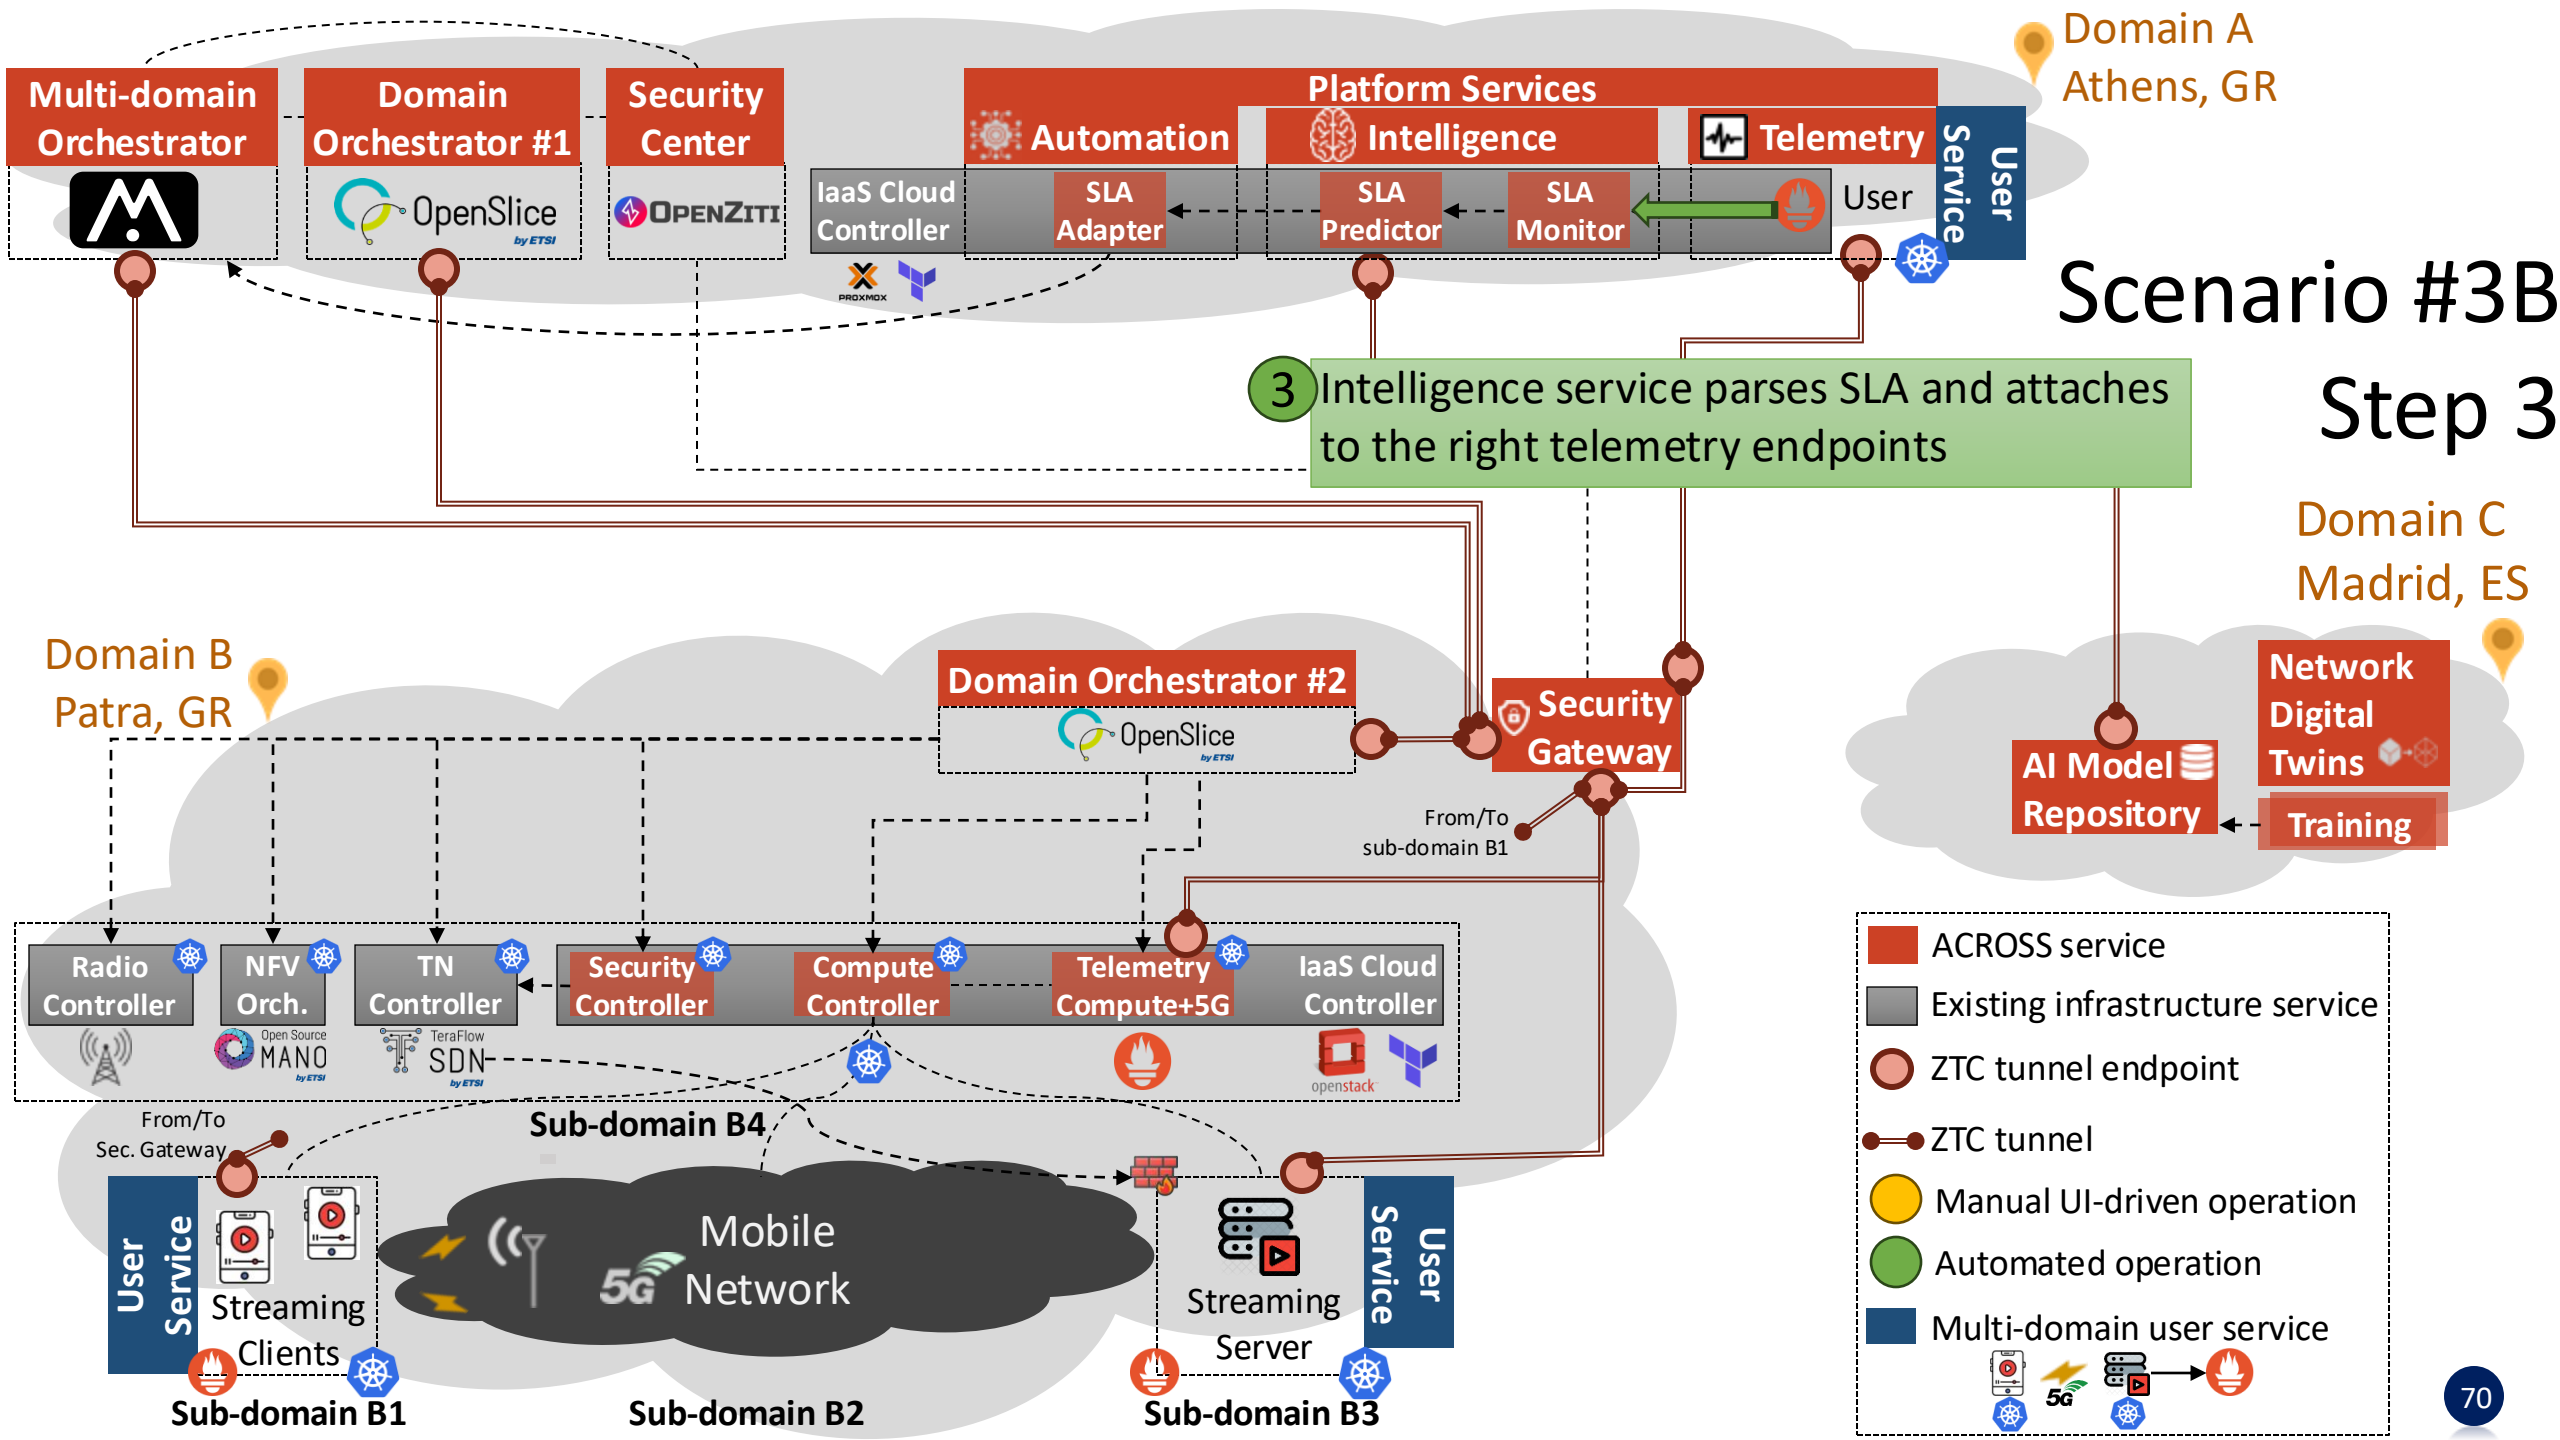 Domain A
Athens, GR
Multi-domain
Orchestrator
Domain
Orchestrator #1
Security
Center
Platform Services
Automation
Intelligence
Telemetry
User
Service
OpenSlice
by ETSI
OPENZITI
IaaS Cloud
Controller
SLA
Adapter
SLA
Predictor
SLA
Monitor
User
PROXMOX
Scenario #3B
Step 3
3
Intelligence service parses SLA and attaches
to the right telemetry endpoints
Domain C
Madrid, ES
Domain B
Patra, GR
Domain Orchestrator #2
OpenSlice
by ETSI
Security
Gateway
Network
Digital
Twins
AI Model
Repository
Training
From/To
sub-domain B1
Radio
Controller
NFV
Orch.
TN
Controller
Security
Controller
Compute
Controller
Telemetry
Compute+5G
IaaS Cloud
Controller
Open Source
MANO
by ETSI
TeraFlow
SDN
by ETSI
openstack
Sub-domain B4
From/To
Sec. Gateway
User
Service
Streaming
Clients
Sub-domain B1
5G
Mobile
Network
Sub-domain B2
Streaming
Server
User
Service
Sub-domain B3
ACROSS service
Existing infrastructure service
ZTC tunnel endpoint
ZTC tunnel
Manual UI-driven operation
Automated operation
Multi-domain user service
5G
70